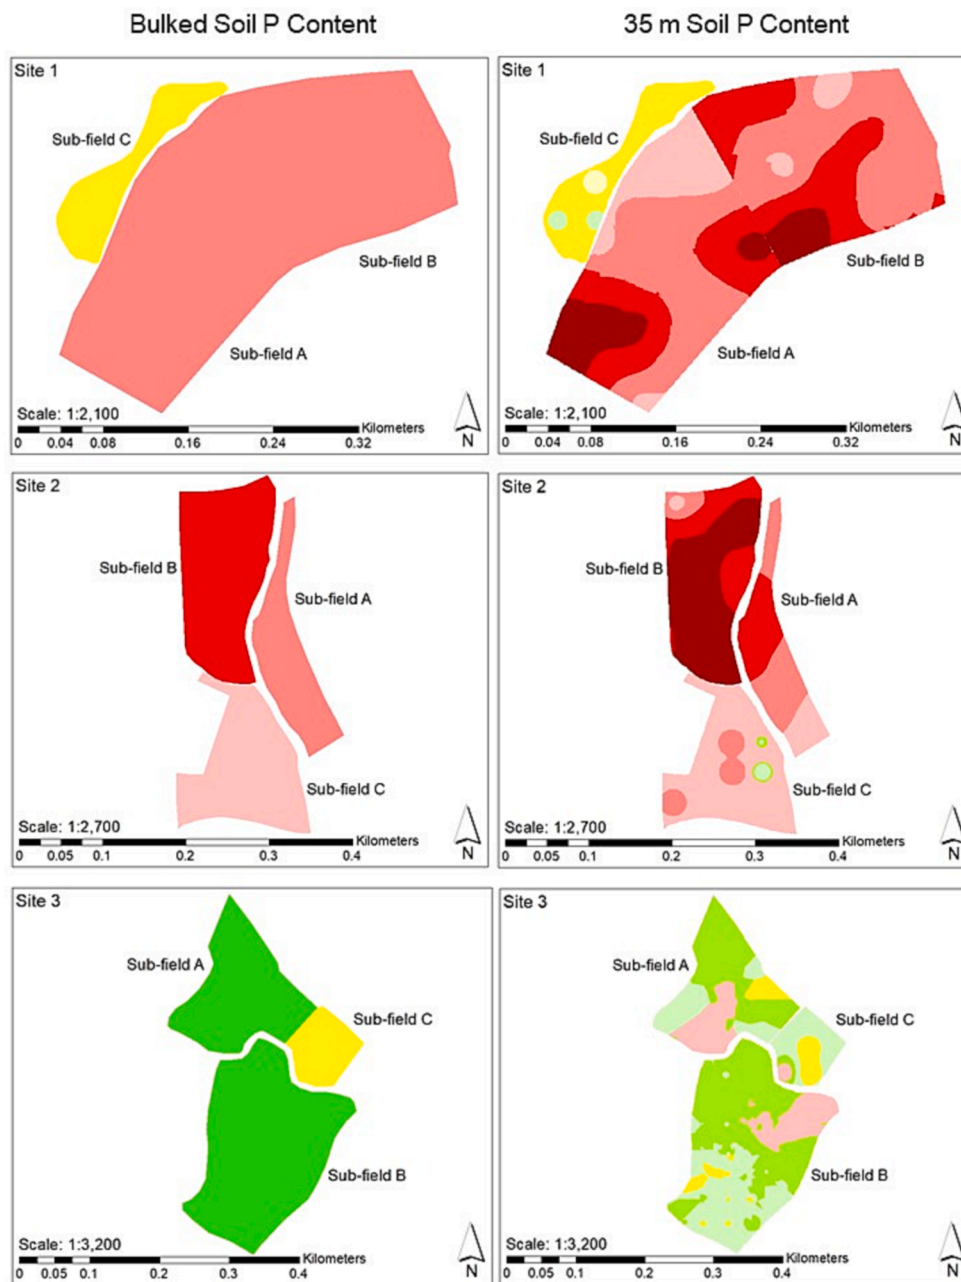 Bulked Soil P Content
35 m Soil P Content
Site 1
Sub-field C
Sub-field B
Sub-field A
Scale: 1:2,100
Kilometers
0 0.04 0.08 0.16 0.24 0.32
N
Site 1
Sub-field C
Sub-field B
Sub-field A
Scale: 1:2,100
Kilometers
0 0.04 0.08 0.16 0.24 0.32
N
Site 2
Sub-field B
Sub-field A
Sub-field C
Scale: 1:2,700
Kilometers
0 0.05 0.1 0.2 0.3 0.4
N
Site 2
Sub-field B
Sub-field A
Sub-field C
Scale: 1:2,700
Kilometers
0 0.05 0.1 0.2 0.3 0.4
N
Site 3
Sub-field A
Sub-field C
Sub-field B
Scale: 1:3,200
Kilometers
0 0.05 0.1 0.2 0.3 0.4
N
Site 3
Sub-field A
Sub-field C
Sub-field B
Scale: 1:3,200
Kilometers
0 0.05 0.1 0.2 0.3 0.4
N